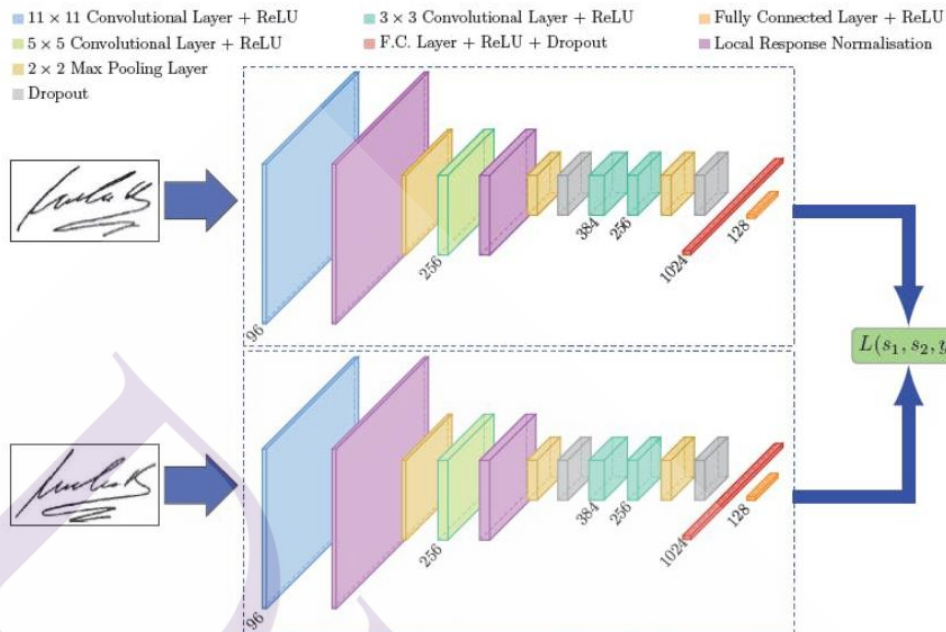 11 × 11 Convolutional Layer + ReLU
3 × 3 Convolutional Layer + ReLU
Fully Connected Layer + ReLU
5 × 5 Convolutional Layer + ReLU
F.C. Layer + ReLU + Dropout
Local Response Normalisation
2 × 2 Max Pooling Layer
Dropout
96
256
384
256
1024
128
L(s₁, s₂, y
96
256
384
256
1024
128